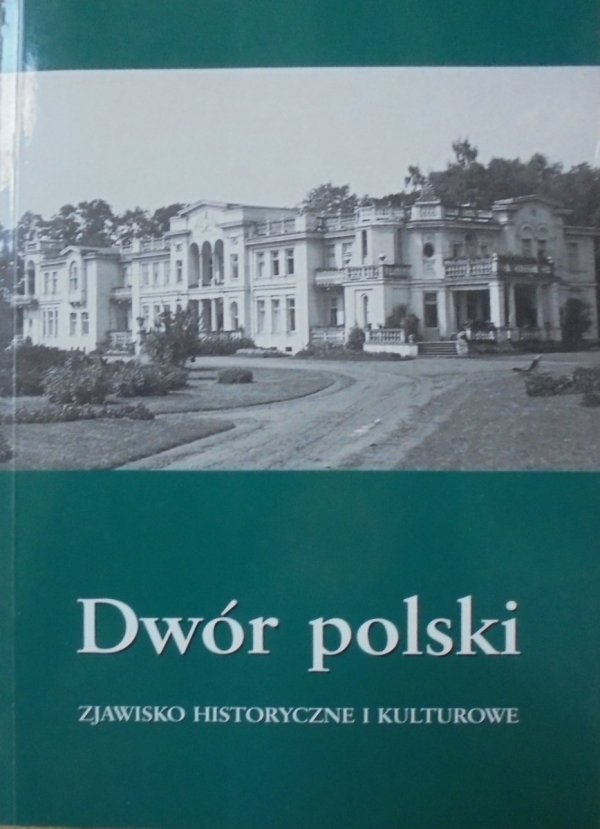 Dwór polski
ZJAWISKO HISTORYCZNE I KULTUROWE